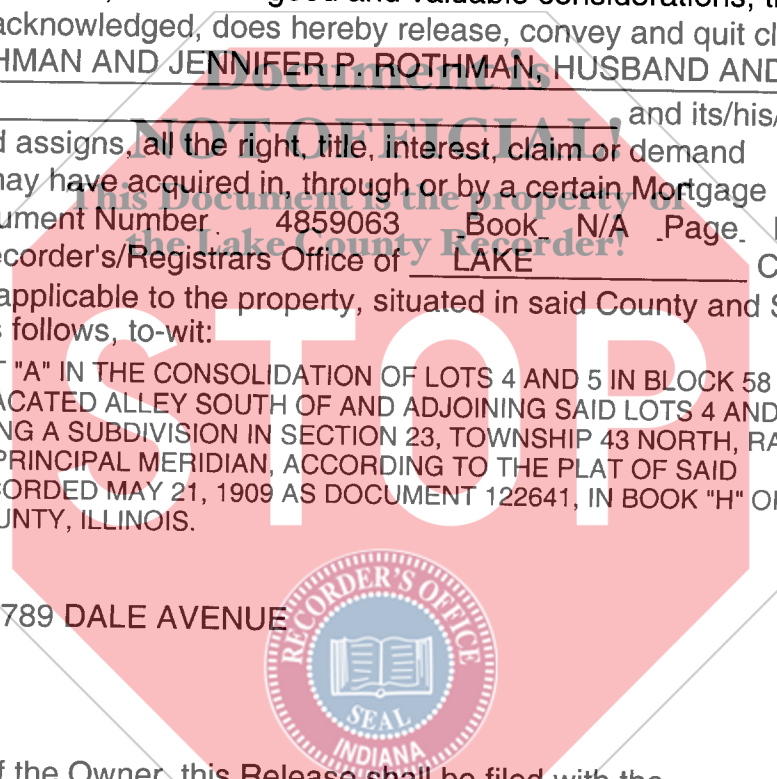 good and valuable considerations, t
acknowledged, does hereby release, convey and quit cl
HMAN AND JENNIFER P. ROTHMAN, HUSBAND AND
Document is
and its/his/
NOT OFFICIAL!
d assigns, all the right, title, interest, claim or demand
may have acquired in, through or by a certain Mortgage
This Document is the property of
ument Number 4859063 Book N/A Page
the Lake County Recorder!
ecorder's/Registrars Office of LAKE C
applicable to the property, situated in said County and S
s follows, to-wit:
STOP
T "A" IN THE CONSOLIDATION OF LOTS 4 AND 5 IN BLOCK 58
ACATED ALLEY SOUTH OF AND ADJOINING SAID LOTS 4 AND
NG A SUBDIVISION IN SECTION 23, TOWNSHIP 43 NORTH, RA
PRINCIPAL MERIDIAN, ACCORDING TO THE PLAT OF SAID
CORDED MAY 21, 1909 AS DOCUMENT 122641, IN BOOK "H" OF
UNTY, ILLINOIS.
789 DALE AVENUE
RECORDER'S OFFICE
SEAL
INDIANA
f the Owner, this Release shall be filed with the